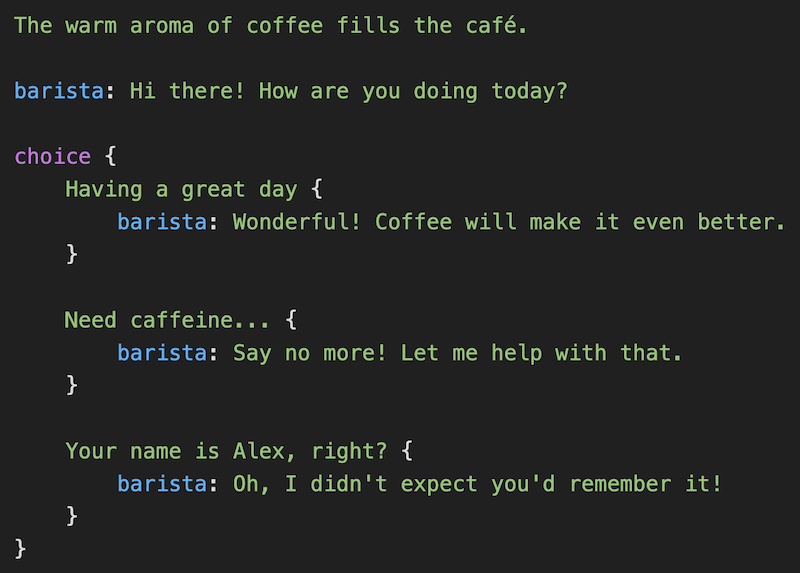 The warm aroma of coffee fills the café.
barista: Hi there! How are you doing today?
choice {
    Having a great day {
        barista: Wonderful! Coffee will make it even better.
    }
    Need caffeine... {
        barista: Say no more! Let me help with that.
    }
    Your name is Alex, right? {
        barista: Oh, I didn't expect you'd remember it!
    }
}